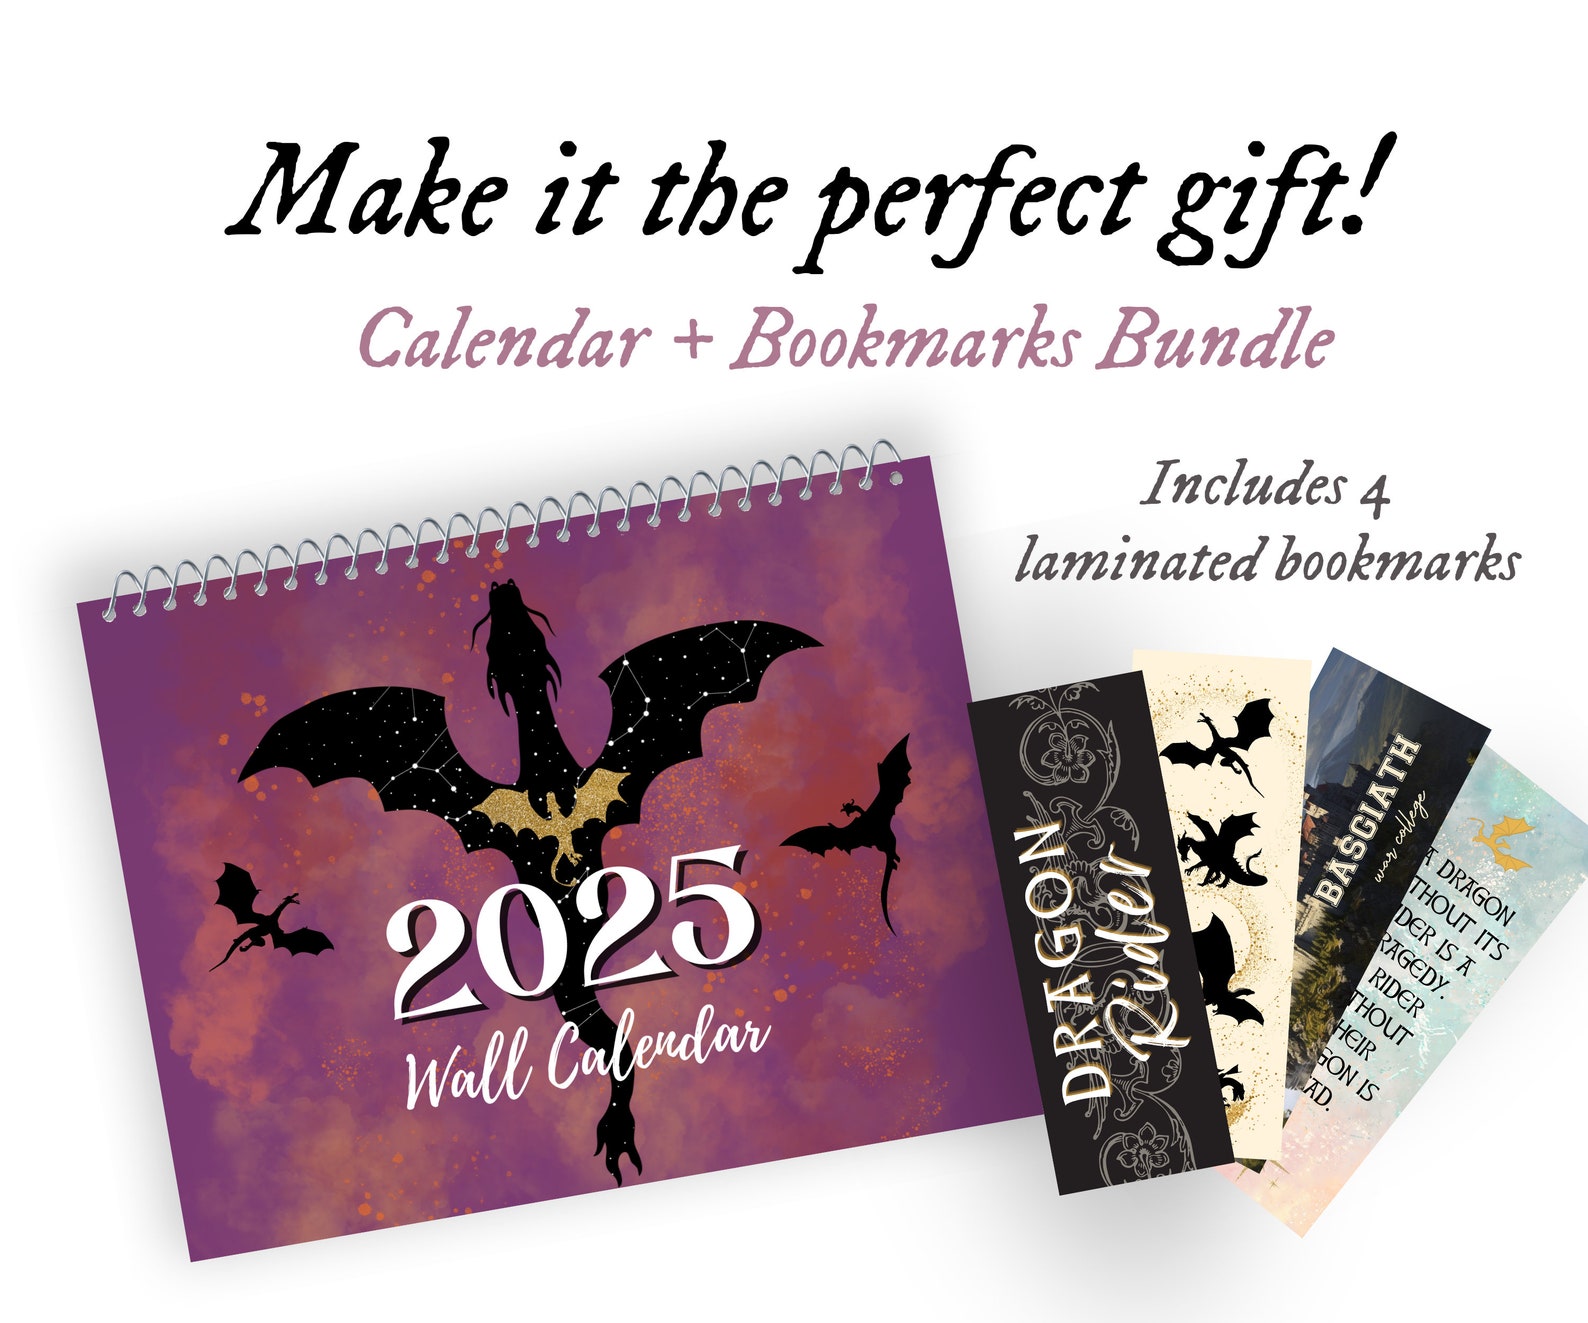 Make it the perfect gift!
Calendar + Bookmarks Bundle
Includes 4
laminated bookmarks
2025
Wall Calendar
DRAGON
Rider
BASGIATH
war college
A DRAGON
THOUT ITS
DER IS A
RAGEDY.
RIDER
THOUT
HEIR
GON IS
AD.